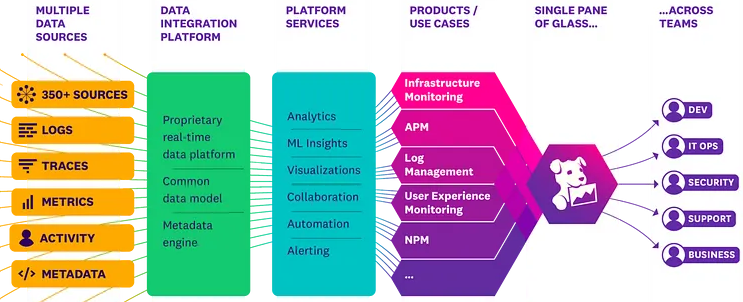 MULTIPLE
DATA
SOURCES
DATA
INTEGRATION
PLATFORM
PLATFORM
SERVICES
PRODUCTS /
USE CASES
SINGLE PANE
OF GLASS...
...ACROSS
TEAMS
350+ SOURCES
LOGS
TRACES
METRICS
ACTIVITY
</> METADATA
Proprietary
real-time
data platform
Common
data model
Metadata
engine
Analytics
ML Insights
Visualizations
Collaboration
Automation
Alerting
Infrastructure
Monitoring
APM
Log
Management
User Experience
Monitoring
NPM
...
DEV
IT OPS
SECURITY
SUPPORT
BUSINESS